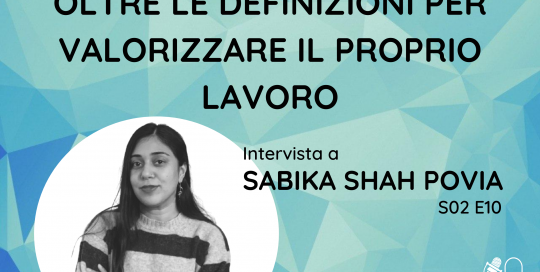 OLTRE LE DEFINIZIONI PER
VALORIZZARE IL PROPRIO
LAVORO
Intervista a
SABIKA SHAH POVIA
S02 E10